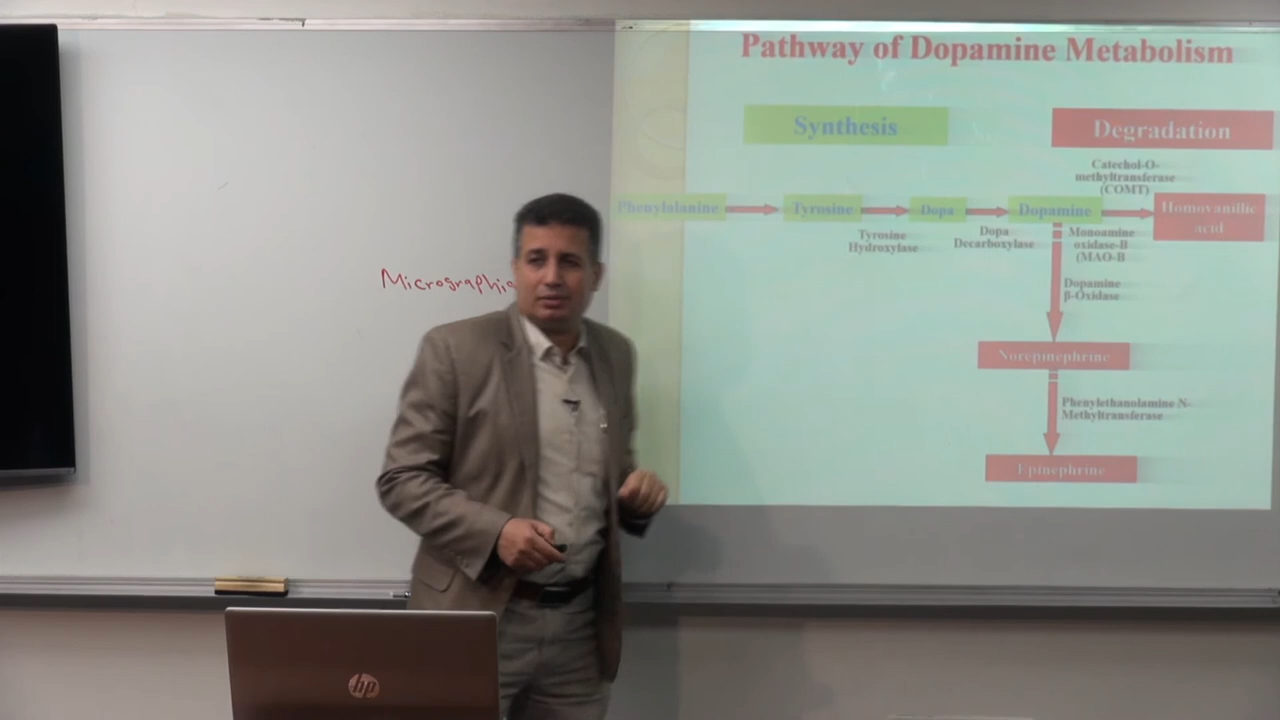 Pathway of Dopamine Metabolism
Synthesis
Degradation
Catechol-O-
methyltransferase
(COMT)
Phenylalanine
Tyrosine
Dopa
Dopamine
Homovanillic
acid
Tyrosine
Hydroxylase
Dopa
Decarboxylase
Monoamine
oxidase-B
(MAO-B
Dopamine
β-Oxidase
Micrographi
Norepinephrine
Phenylethanolamine N-
Methyltransferase
Epinephrine
hp